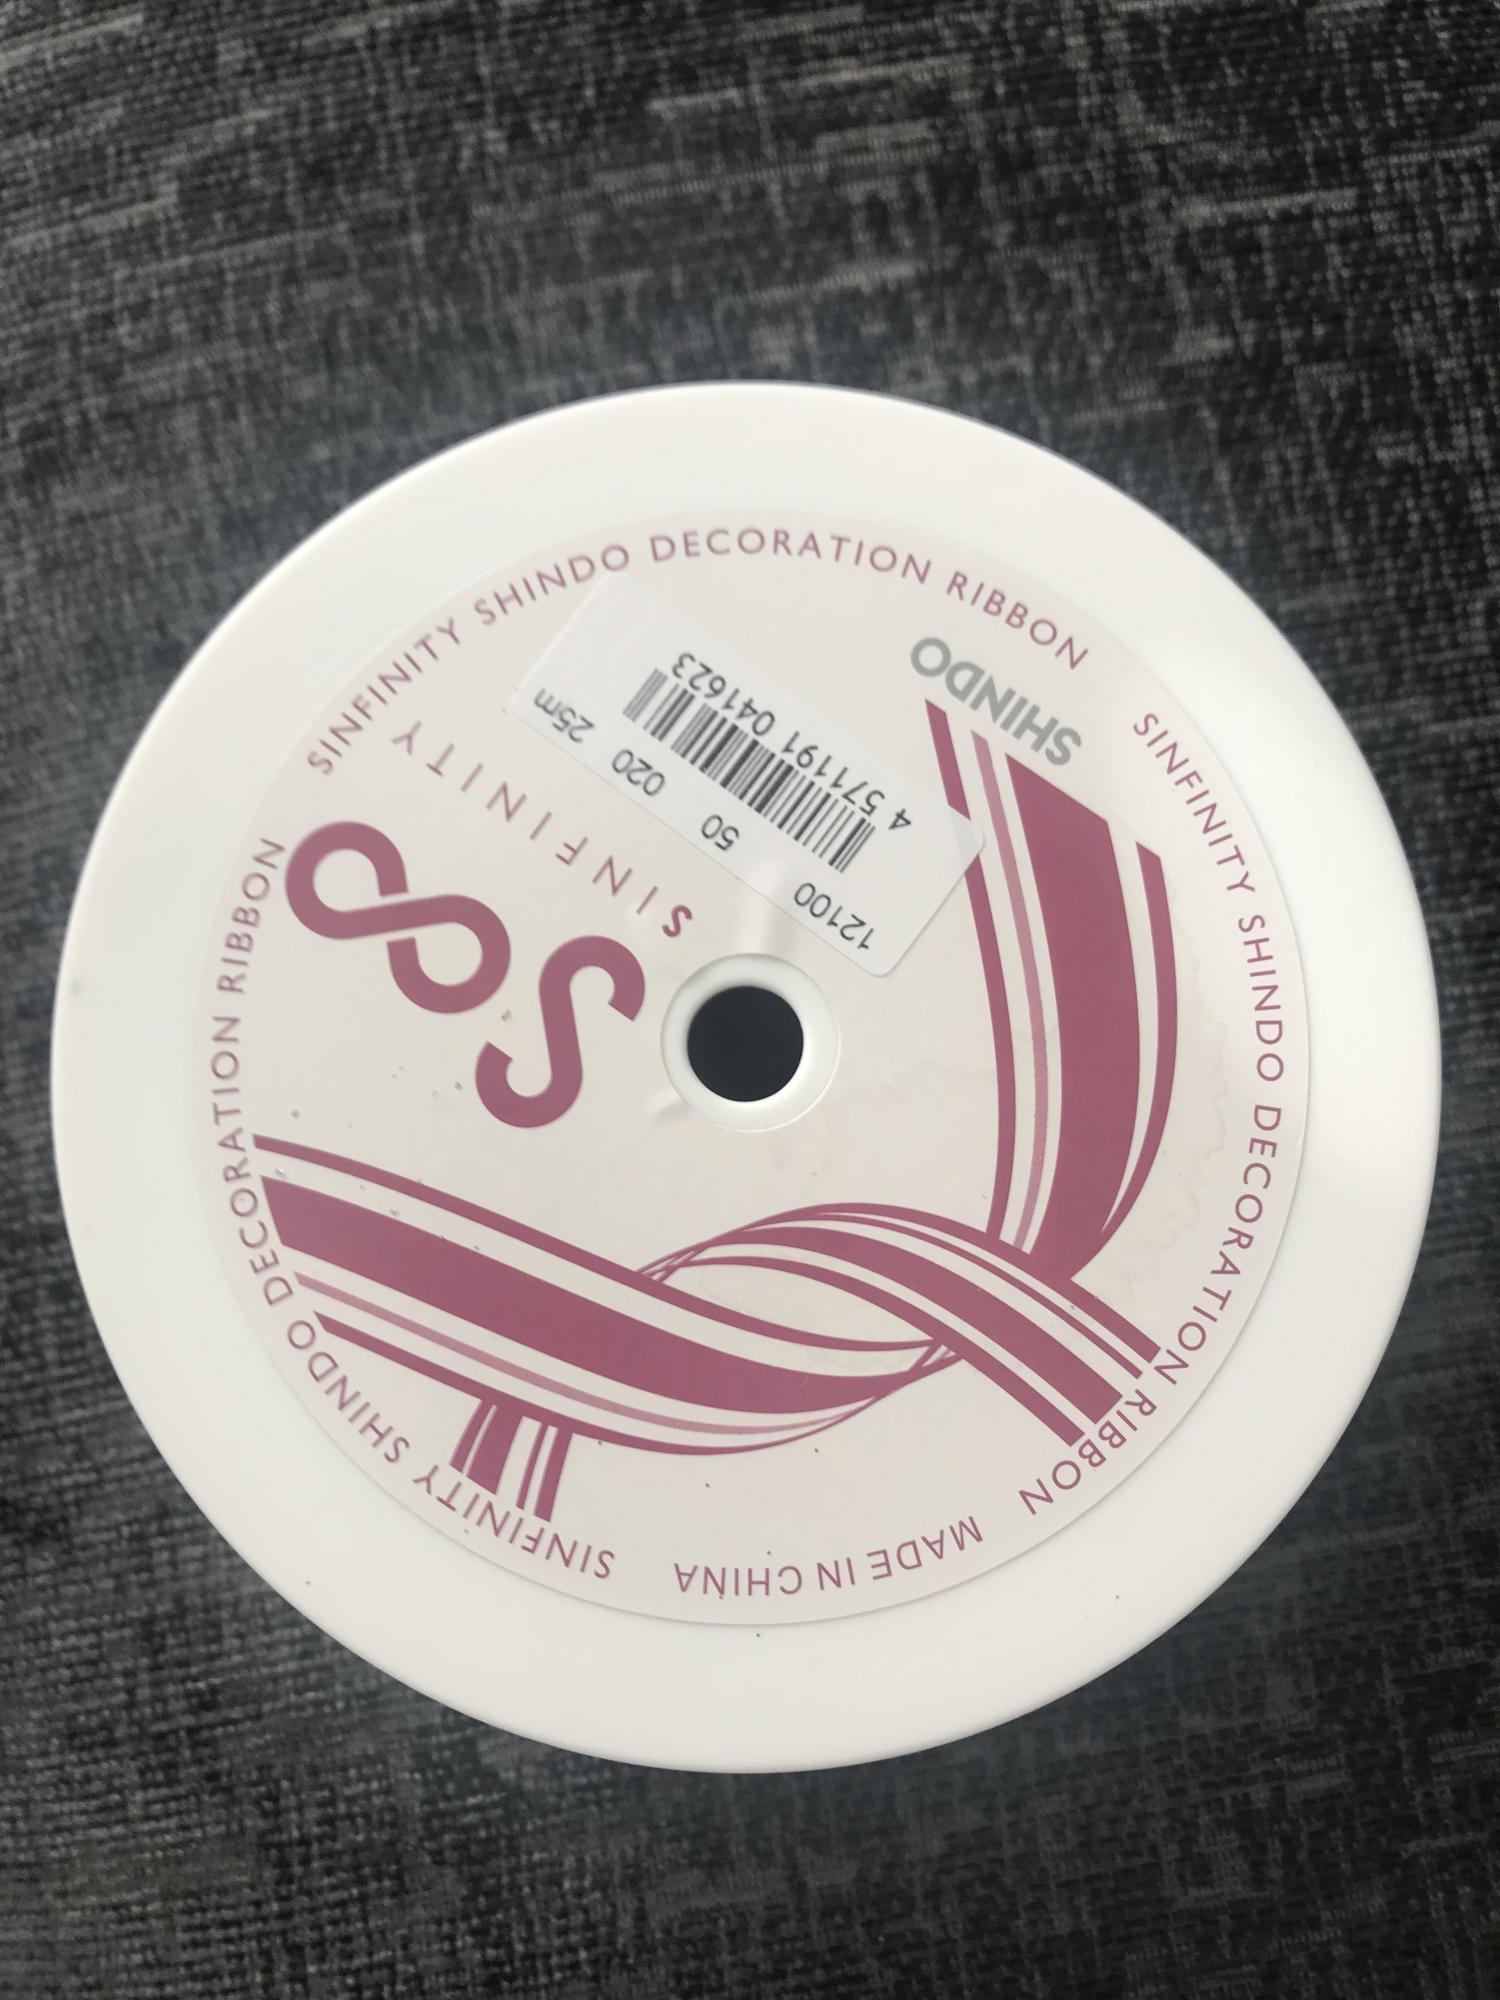 SINFINITY SHINDO DECORATION RIBBON
SINFINITY SHINDO DECORATION RIBBON
SINFINITY SHINDO DECORATION RIBBON
MADE IN CHINA
SHINDO
4 571191 041623
12100 50 020 25m
SINFINITY
S∞